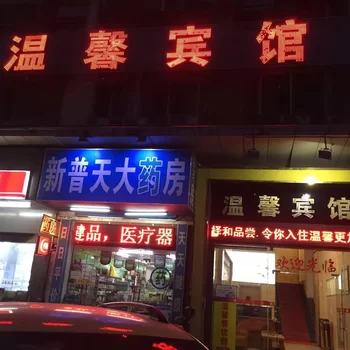 温馨宾馆
新普天大药房
温馨宾馆
健品，医疗器
和品尝.令你入住温馨更
欢迎光临